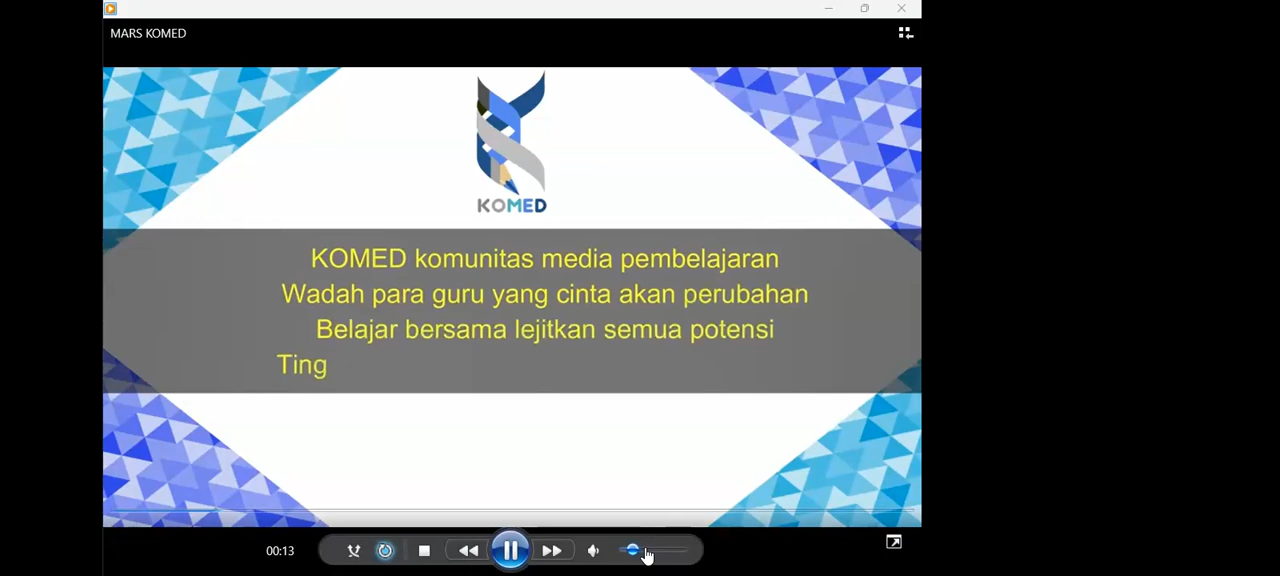 MARS KOMED
KOMED
KOMED komunitas media pembelajaran
Wadah para guru yang cinta akan perubahan
Belajar bersama lejitkan semua potensi
Ting
00:13